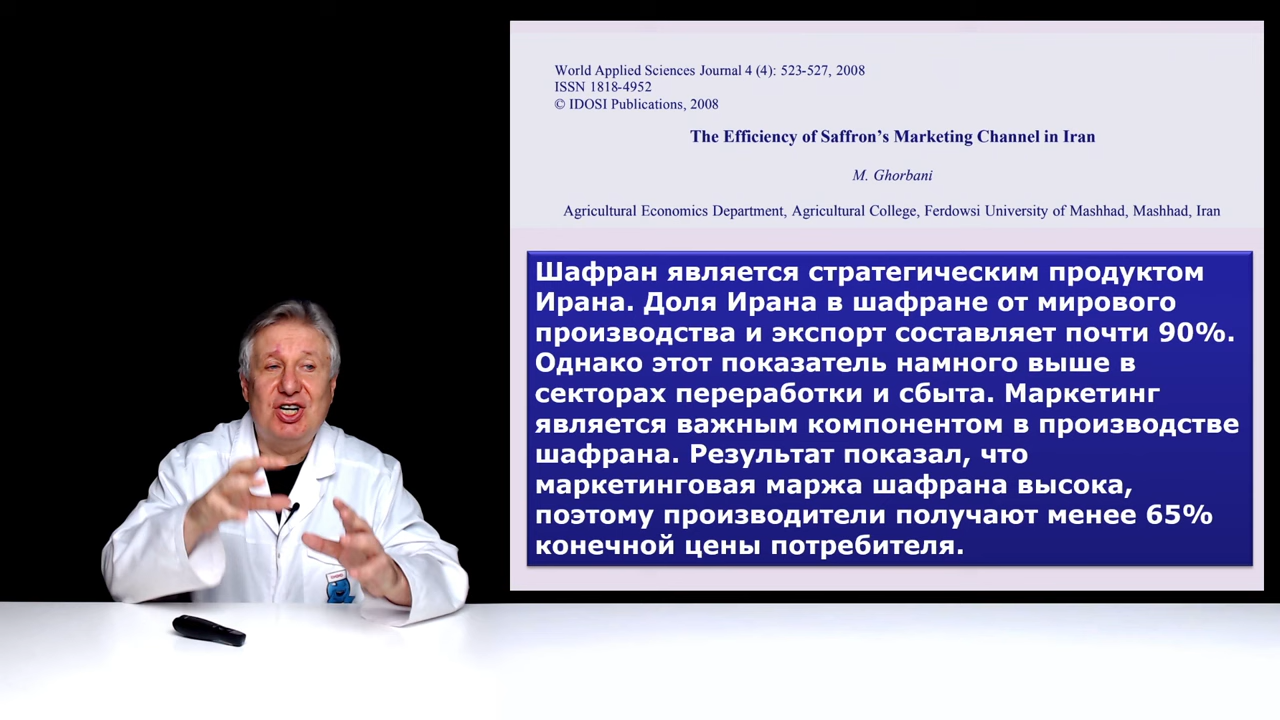 World Applied Sciences Journal 4 (4): 523-527, 2008
ISSN 1818-4952
© IDOSI Publications, 2008
The Efficiency of Saffron’s Marketing Channel in Iran
M. Ghorbani
Agricultural Economics Department, Agricultural College, Ferdowsi University of Mashhad, Mashhad, Iran
Шафран является стратегическим продуктом
Ирана. Доля Ирана в шафране от мирового
производства и экспорт составляет почти 90%.
Однако этот показатель намного выше в
секторах переработки и сбыта. Маркетинг
является важным компонентом в производстве
шафрана. Результат показал, что
маркетинговая маржа шафрана высока,
поэтому производители получают менее 65%
конечной цены потребителя.